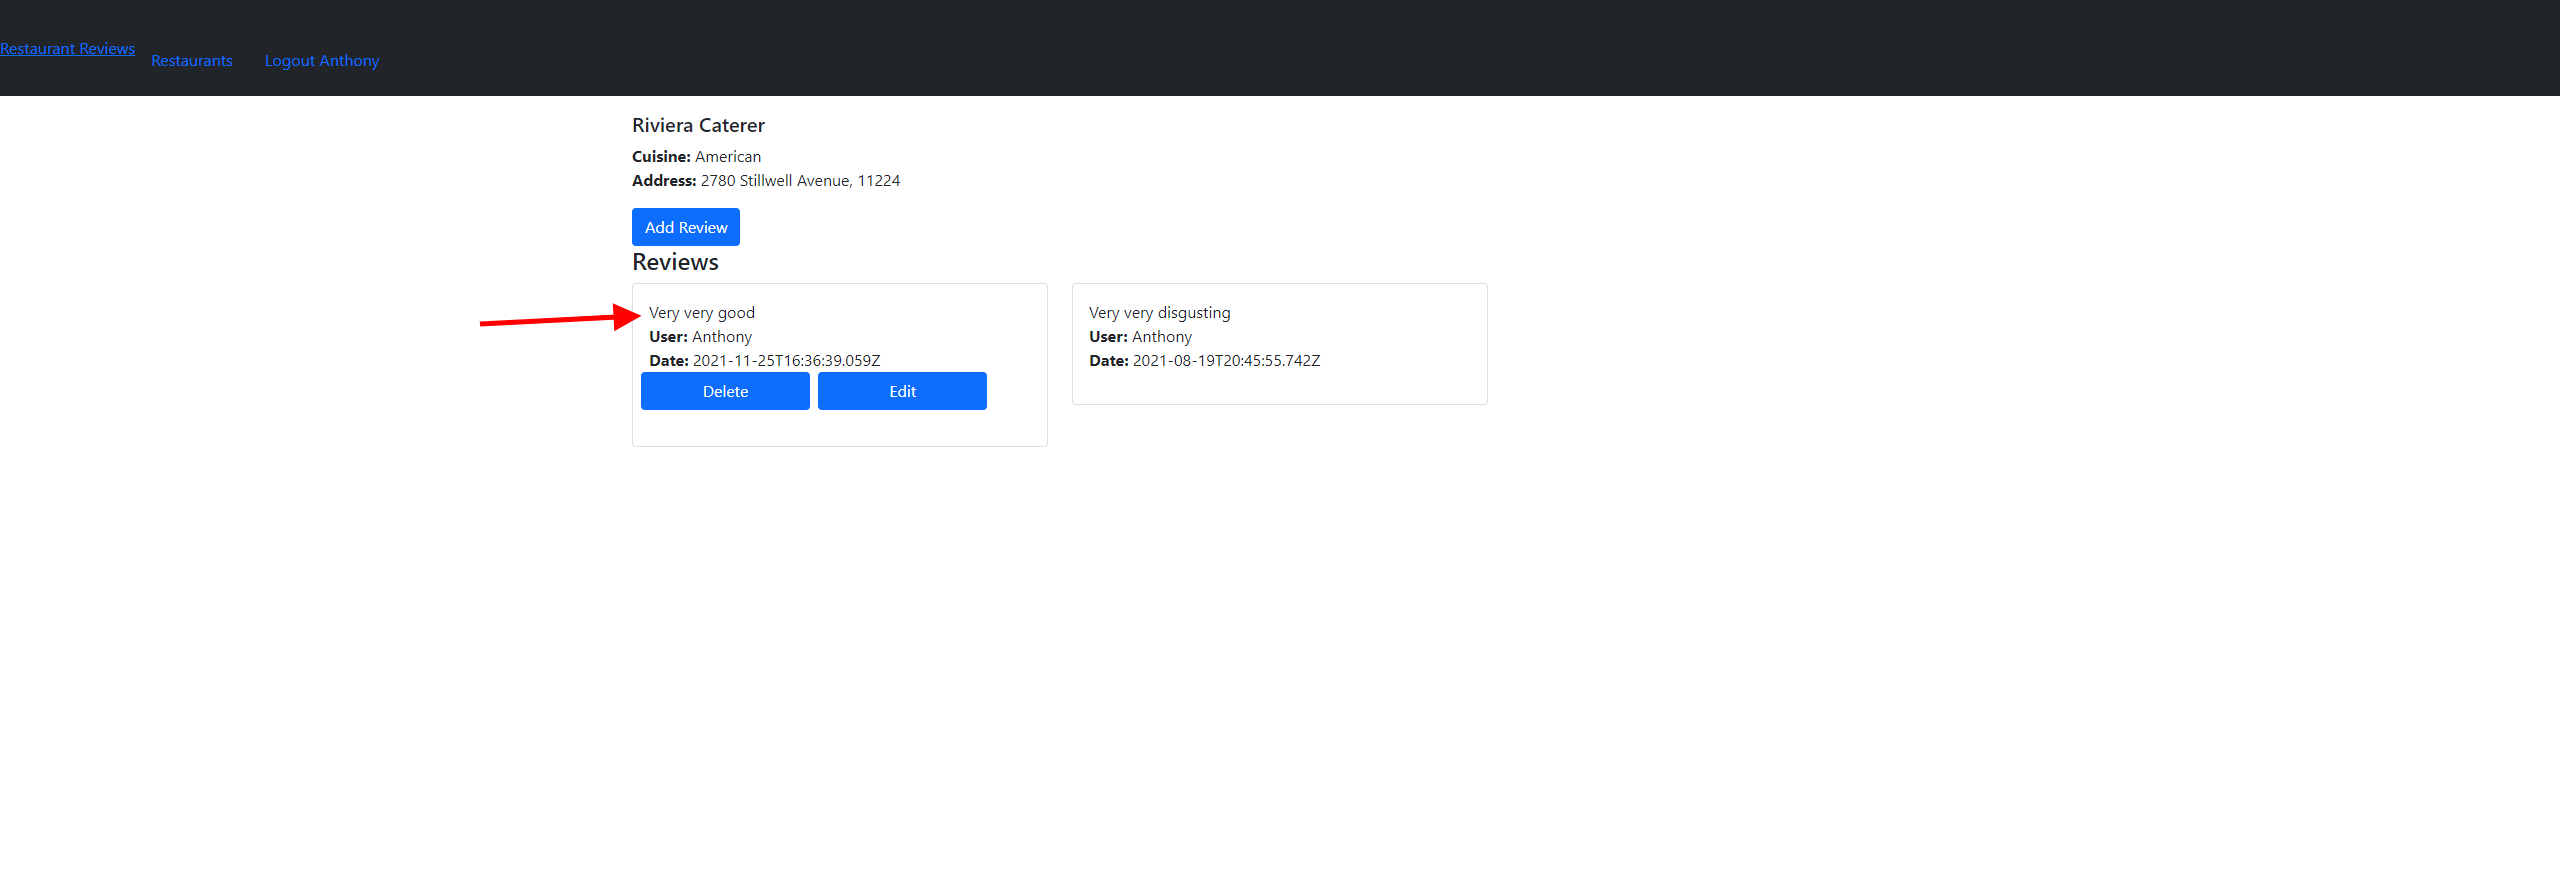 Restaurant Reviews
Restaurants
Logout Anthony
Riviera Caterer
Cuisine: American
Address: 2780 Stillwell Avenue, 11224
Add Review
Reviews
Very very good
User: Anthony
Date: 2021-11-25T16:36:39.059Z
Delete
Edit
Very very disgusting
User: Anthony
Date: 2021-08-19T20:45:55.742Z